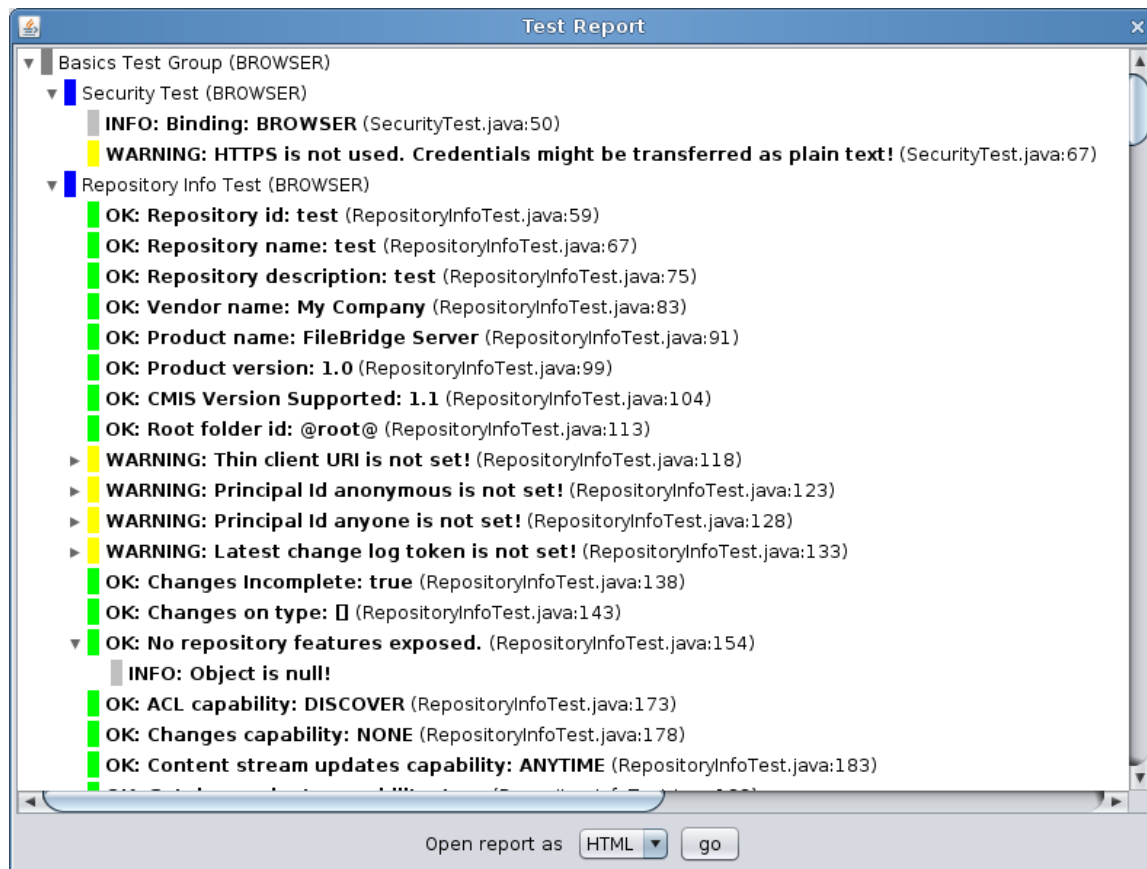 Test Report
Basics Test Group (BROWSER)
Security Test (BROWSER)
INFO: Binding: BROWSER (SecurityTest.java:50)
WARNING: HTTPS is not used. Credentials might be transferred as plain text! (SecurityTest.java:67)
Repository Info Test (BROWSER)
OK: Repository id: test (RepositoryInfoTest.java:59)
OK: Repository name: test (RepositoryInfoTest.java:67)
OK: Repository description: test (RepositoryInfoTest.java:75)
OK: Vendor name: My Company (RepositoryInfoTest.java:83)
OK: Product name: FileBridge Server (RepositoryInfoTest.java:91)
OK: Product version: 1.0 (RepositoryInfoTest.java:99)
OK: CMIS Version Supported: 1.1 (RepositoryInfoTest.java:104)
OK: Root folder id: @root@ (RepositoryInfoTest.java:113)
WARNING: Thin client URI is not set! (RepositoryInfoTest.java:118)
WARNING: Principal Id anonymous is not set! (RepositoryInfoTest.java:123)
WARNING: Principal Id anyone is not set! (RepositoryInfoTest.java:128)
WARNING: Latest change log token is not set! (RepositoryInfoTest.java:133)
OK: Changes Incomplete: true (RepositoryInfoTest.java:138)
OK: Changes on type: [] (RepositoryInfoTest.java:143)
OK: No repository features exposed. (RepositoryInfoTest.java:154)
INFO: Object is null!
OK: ACL capability: DISCOVER (RepositoryInfoTest.java:173)
OK: Changes capability: NONE (RepositoryInfoTest.java:178)
OK: Content stream updates capability: ANYTIME (RepositoryInfoTest.java:183)
Open report as HTML go